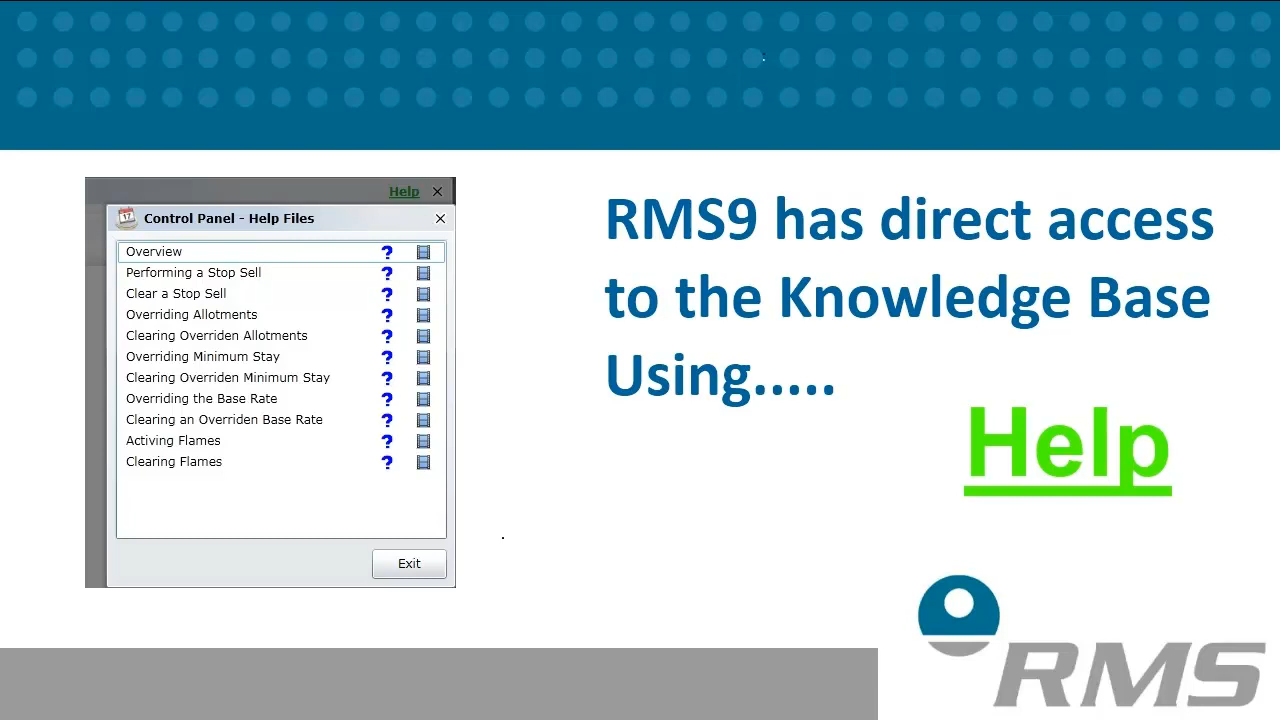 Help
Control Panel - Help Files
Overview
Performing a Stop Sell
Clear a Stop Sell
Overriding Allotments
Clearing Overriden Allotments
Overriding Minimum Stay
Clearing Overriden Minimum Stay
Overriding the Base Rate
Clearing an Overriden Base Rate
Activing Flames
Clearing Flames
Exit
RMS9 has direct access
to the Knowledge Base
Using.....
Help
RMS